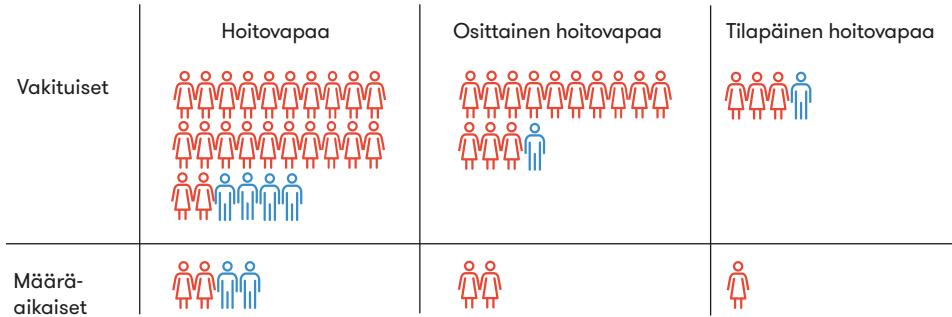 Hoitovapaa
Osittainen hoitovapaa
Tilapäinen hoitovapaa
Vakituiset
Määrä-
aikaiset